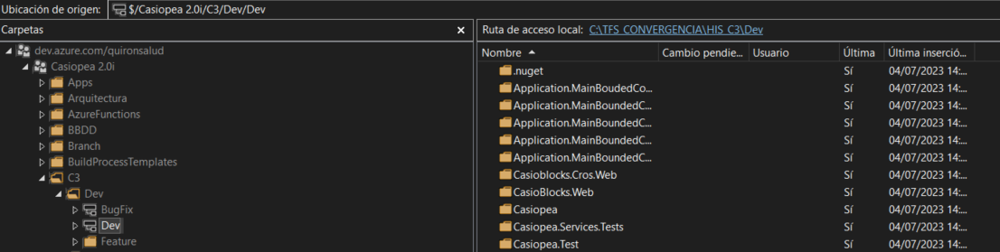 Ubicación de origen: $/Casiopea 2.0i/C3/Dev/Dev
Carpetas
dev.azure.com/quironsalud
Casiopea 2.0i
Apps
Arquitectura
AzureFunctions
BBDD
Branch
BuildProcessTemplates
C3
Dev
BugFix
Dev
Feature
Ruta de acceso local: C:\TFS_CONVERGENCIA\HIS_C3\Dev
Nombre Cambio pendie... Usuario Última Última inserció...
.nuget Sí 04/07/2023 14:...
Application.MainBoudedCo... Sí 04/07/2023 14:...
Application.MainBoundedC... Sí 04/07/2023 14:...
Application.MainBoundedC... Sí 04/07/2023 14:...
Application.MainBoundedC... Sí 04/07/2023 14:...
Application.MainBoundedC... Sí 04/07/2023 14:...
Casioblocks.Cros.Web Sí 04/07/2023 14:...
CasioBlocks.Web Sí 04/07/2023 14:...
Casiopea Sí 04/07/2023 14:...
Casiopea.Services.Tests Sí 04/07/2023 14:...
Casiopea.Test Sí 04/07/2023 14:...